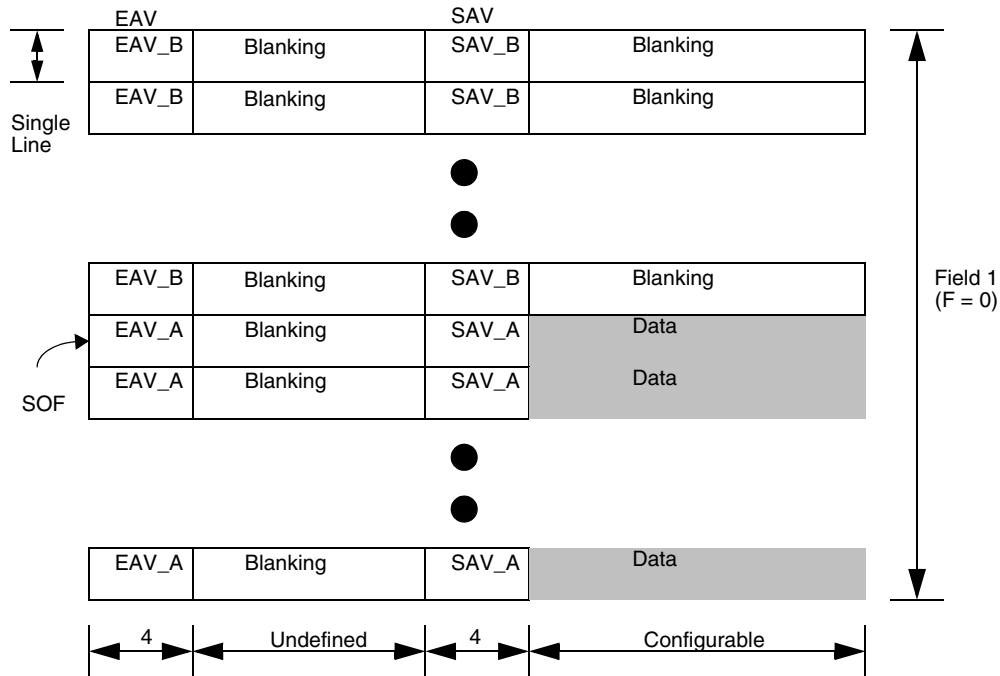 EAV SAV
EAV_B Blanking SAV_B Blanking
EAV_B Blanking SAV_B Blanking
Single
Line
EAV_B Blanking SAV_B Blanking
Field 1
(F = 0)
EAV_A Blanking SAV_A Data
EAV_A Blanking SAV_A Data
SOF
EAV_A Blanking SAV_A Data
4 Undefined 4 Configurable